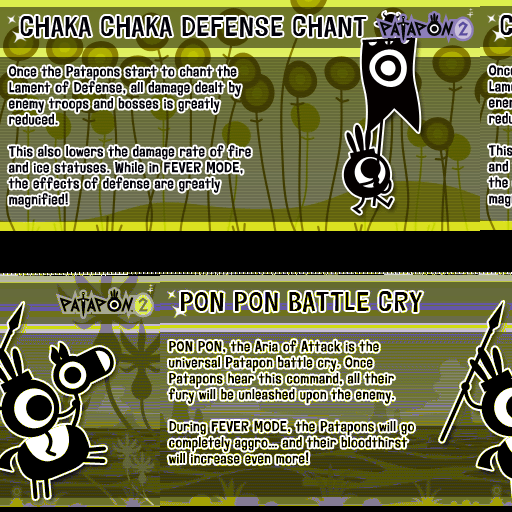 CHAKA CHAKA DEFENSE CHANT
PATAPON 2
Once the Patapons start to chant the
Lament of Defense, all damage dealt by
enemy troops and bosses is greatly
reduced.
This also lowers the damage rate of fire
and ice statuses. While in FEVER MODE,
the effects of defense are greatly
magnified!
PATAPON 2
PON PON BATTLE CRY
PON PON, the Aria of Attack is the
universal Patapon battle cry. Once
Patapons hear this command, all their
fury will be unleashed upon the enemy.
During FEVER MODE, the Patapons will go
completely aggro... and their bloodthirst
will increase even more!